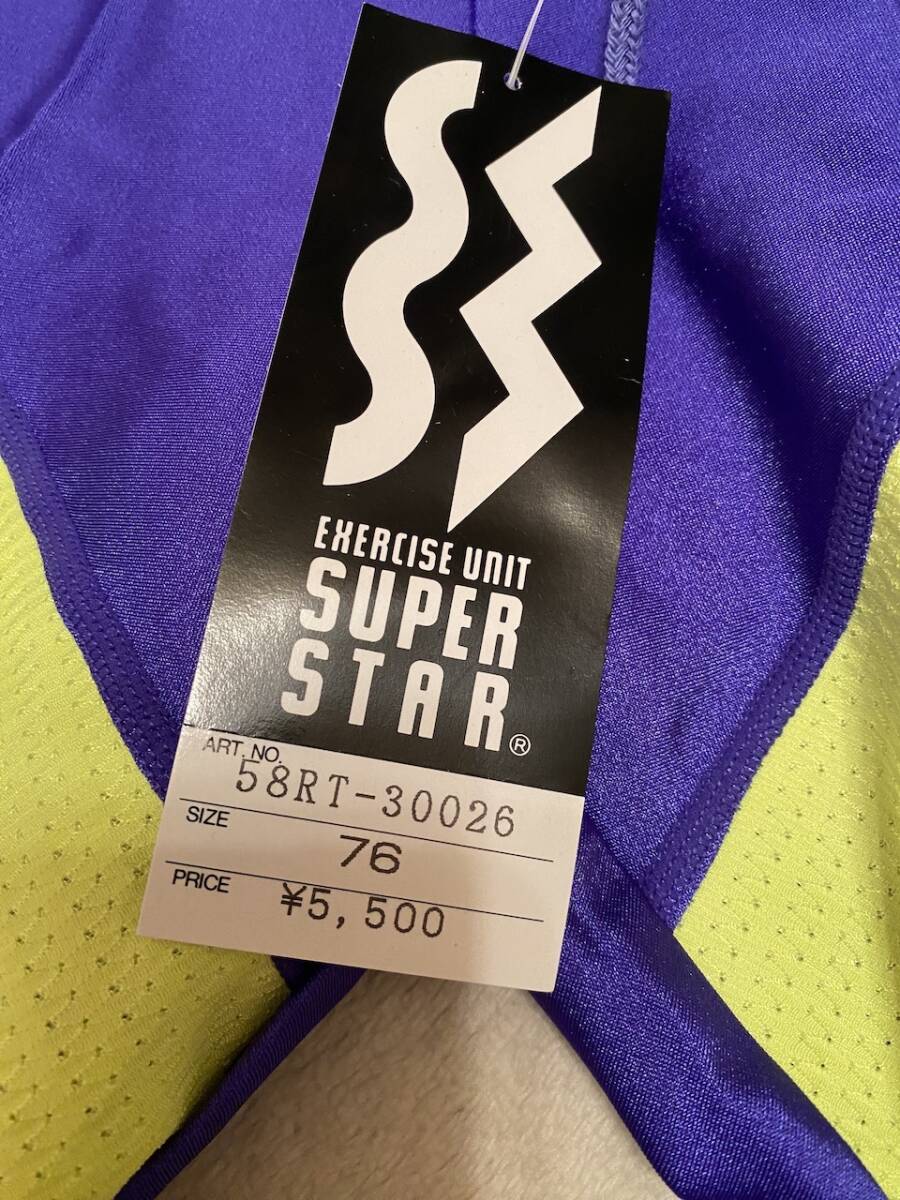 EXERCISE UNIT
SUPER
STAR®
ART. NO.
58RT-30026
SIZE
76
PRICE
¥5,500